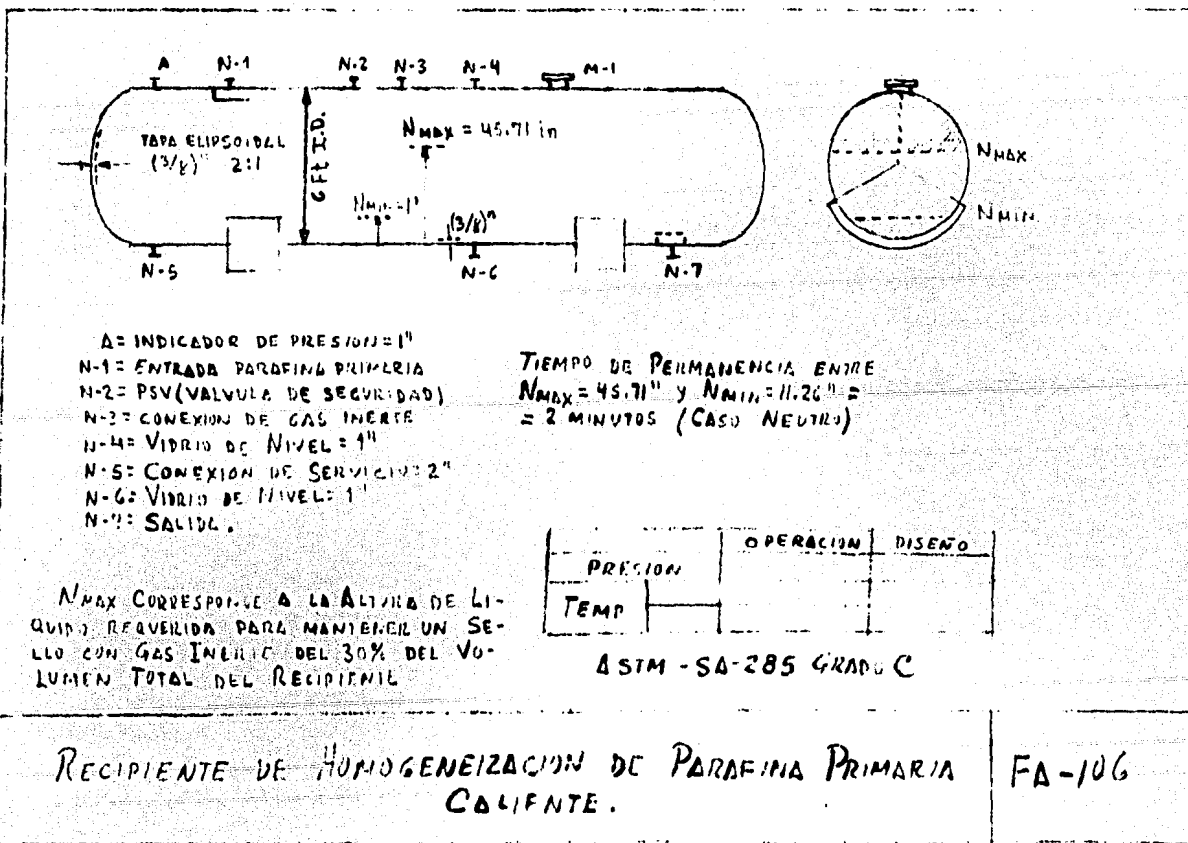 A N-1 N-2 N-3 N-4 M-1
TAPA ELIPSOIDAL
(3/8)" 2:1
6 Ft I.D.
NMAX = 45.71 in
NMIN=1'
(3/8)"
N-5 N-6 N-7
NMAX
NMIN
A= INDICADOR DE PRESION=1"
N-1= ENTRADA PARAFINA PRIMARIA
N-2= PSV(VALVULA DE SEGURIDAD)
N-3= CONEXION DE GAS INERTE
N-4= VIDRIO DE NIVEL=1"
N-5= CONEXION DE SERVICIO=2"
N-6= VIDRIO DE NIVEL=1"
N-7= SALIDA.
TIEMPO DE PERMANENCIA ENTRE
NMAX=45.71" y NMIN=11.26"=
= 2 MINUTOS (CASO NEUTRO)
OPERACION DISEÑO
PRESION
TEMP
ASTM-SA-285 GRADO C
NMAX CORRESPONDE A LA ALTURA DE LI-
QUIDO REQUERIDA PARA MANTENER UN SE-
LLO CON GAS INERTE DEL 30% DEL VO-
LUMEN TOTAL DEL RECIPIENTE
RECIPIENTE DE HOMOGENEIZACION DE PARAFINA PRIMARIA
CALIENTE.
FA-106